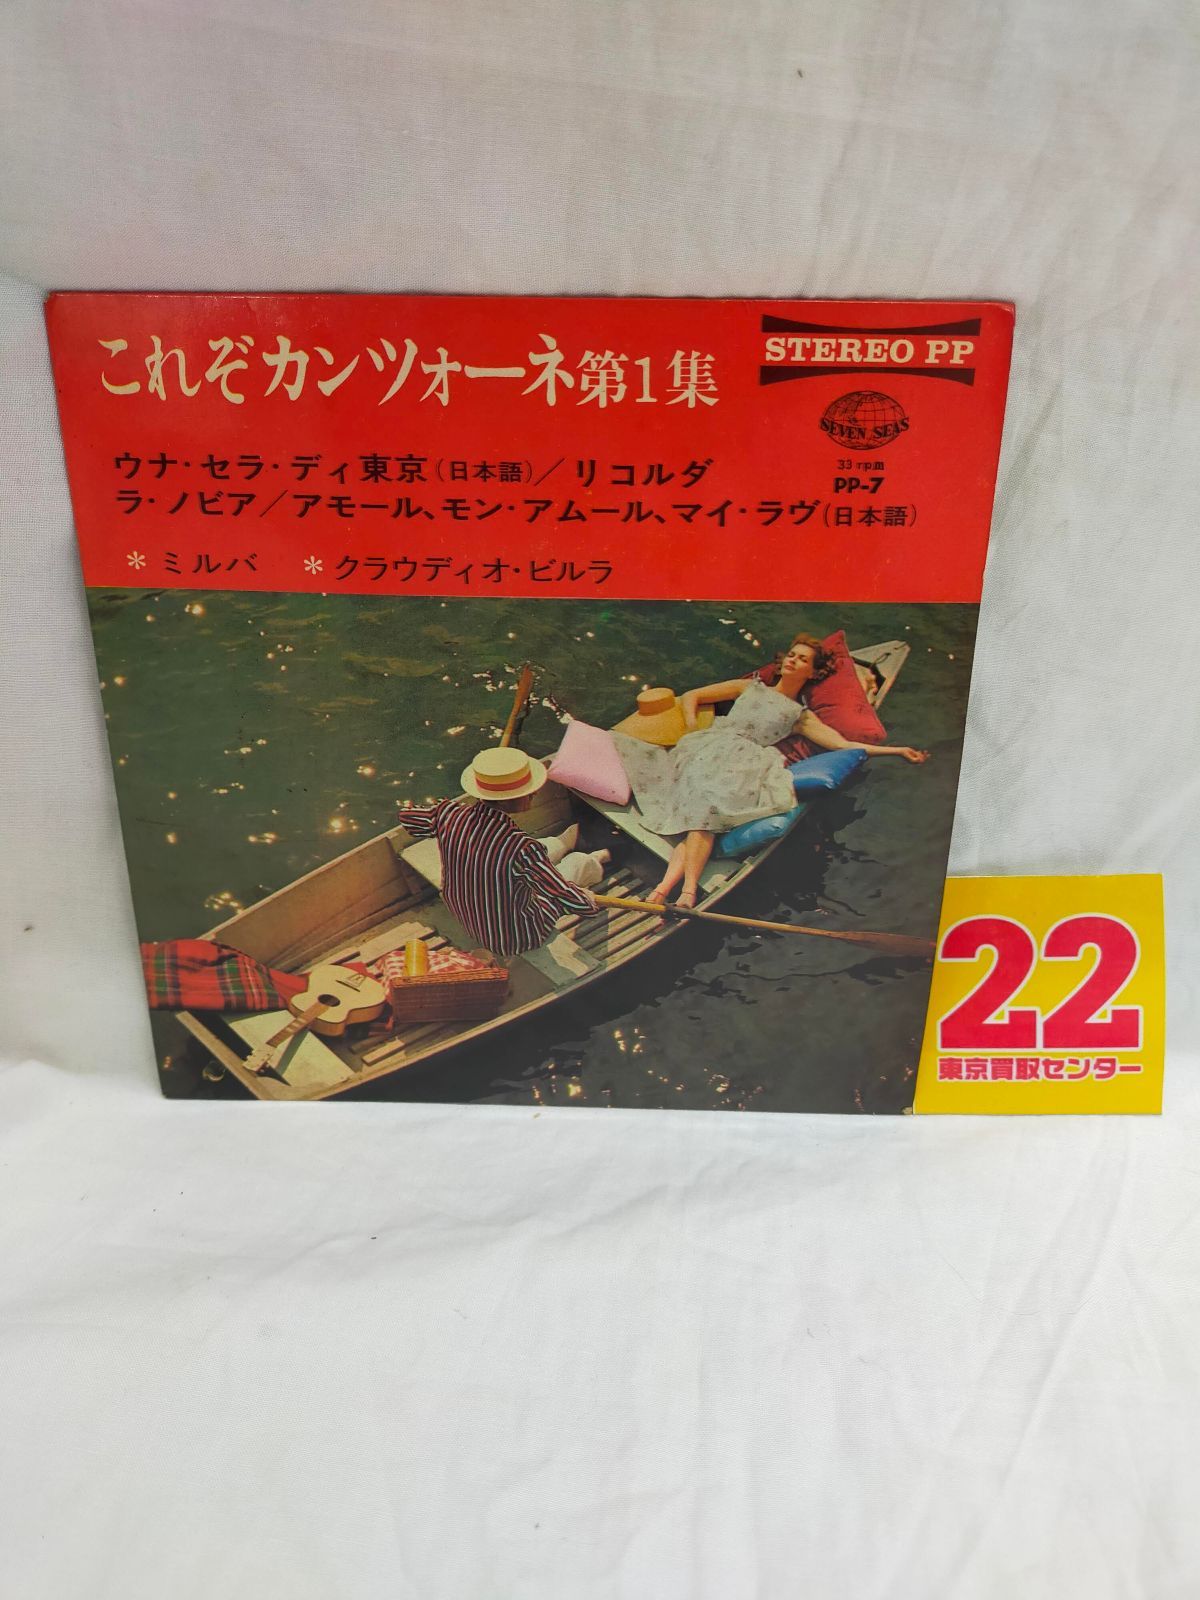 これぞカンツォーネ第1集
STEREO PP
SEVEN SEAS
33 rpm
PP-7
ウナ・セラ・ディ東京(日本語)／リコルダ
ラ・ノビア／アモール、モン・アムール、マイ・ラヴ(日本語)
＊ミルバ ＊クラウディオ・ビルラ
22
東京買取センター